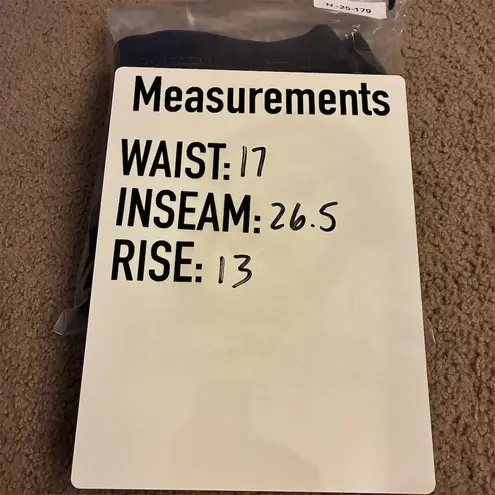 N-25-179
Measurements
WAIST: 17
INSEAM: 26.5
RISE: 13